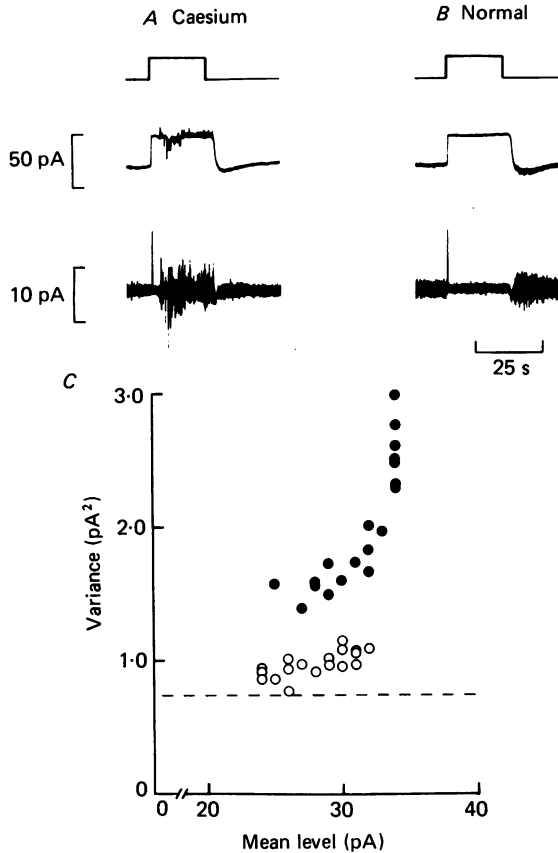 A Caesium
B Normal
50 pA
10 pA
25 s
C
3·0
2·0
1·0
0
0 20 30 40
Variance (pA²)
Mean level (pA)